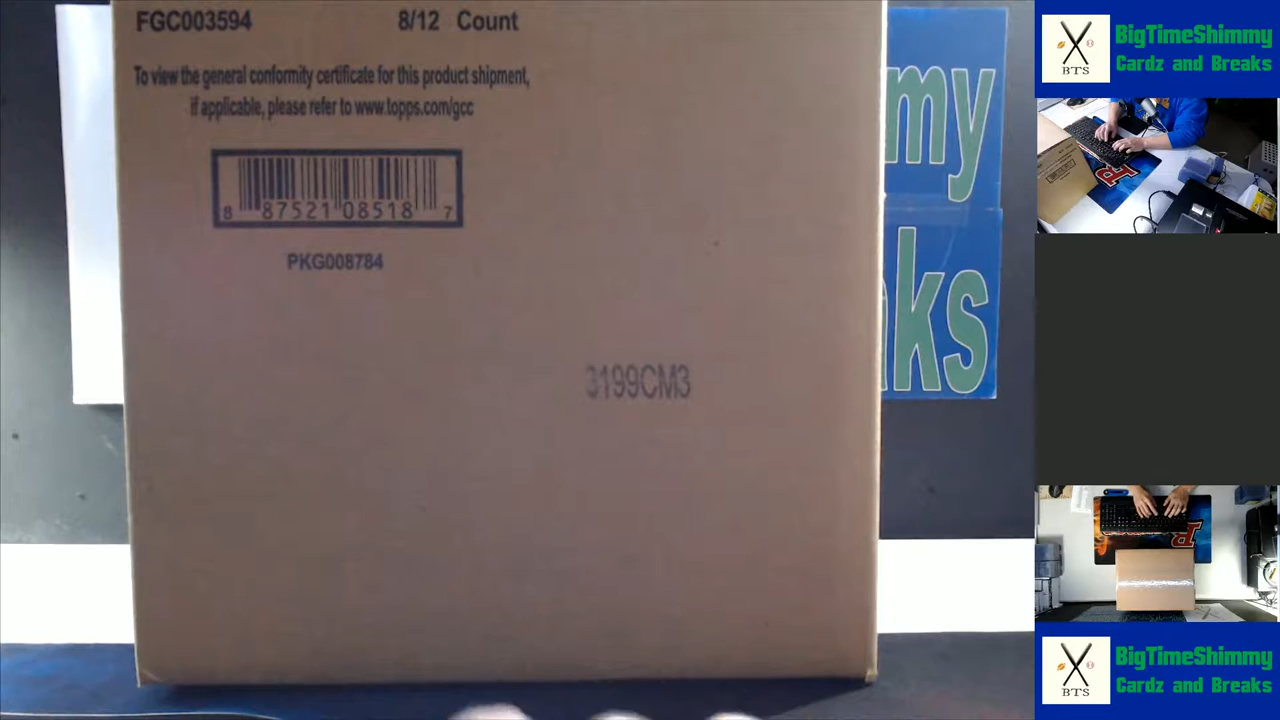 FGC003594 8/12 Count
To view the general conformity certificate for this product shipment,
if applicable, please refer to www.topps.com/gcc
8 87521 08518 7
PKG008784
3199CM3
my
ks
BigTimeShimmy
Cardz and Breaks
BTS
BigTimeShimmy
Cardz and Breaks
BTS